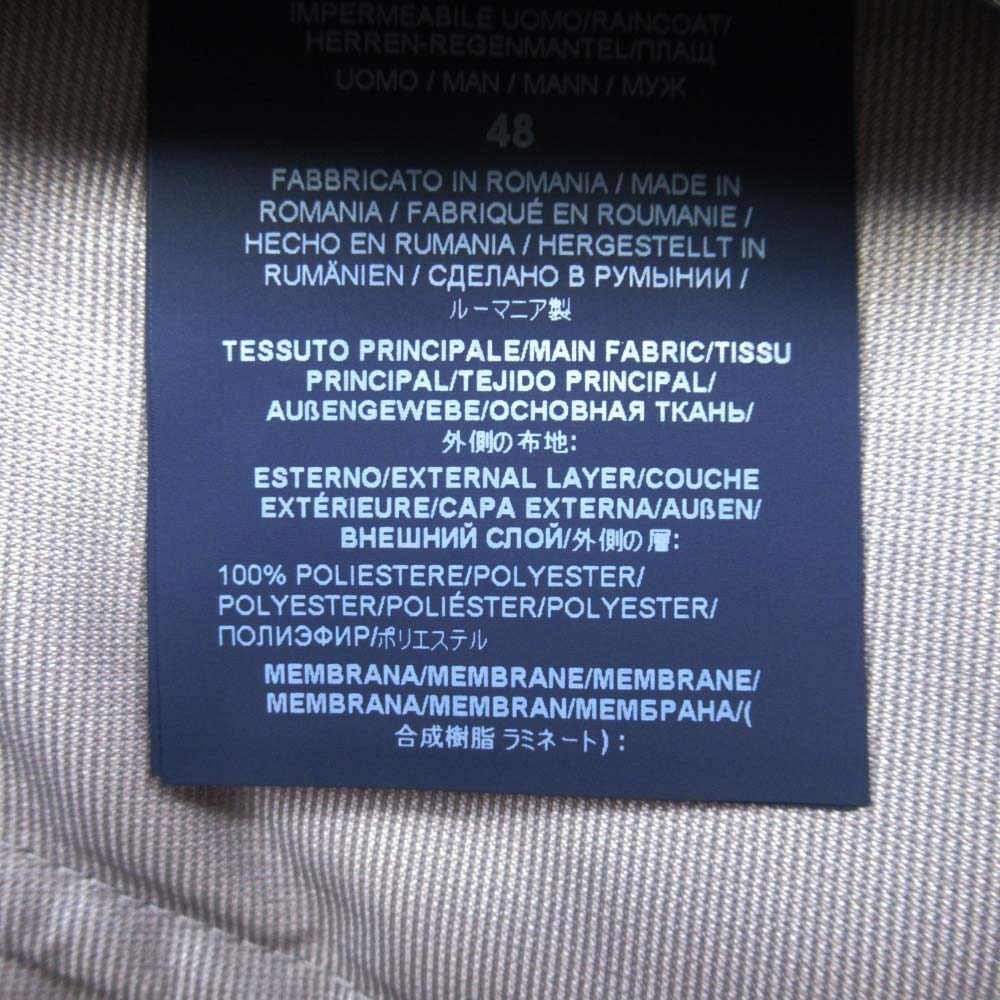 IMPERMEABILE UOMO/RAINCOAT/
HERREN-REGENMANTEL/ПЛАЩ
UOMO / MAN / MANN / МУЖ
48
FABBRICATO IN ROMANIA / MADE IN
ROMANIA / FABRIQUÉ EN ROUMANIE /
HECHO EN RUMANIA / HERGESTELLT IN
RUMÄNIEN / СДЕЛАНО В РУМЫНИИ /
ルーマニア製
TESSUTO PRINCIPALE/MAIN FABRIC/TISSU
PRINCIPAL/TEJIDO PRINCIPAL/
AUßENGEWEBE/ОСНОВНАЯ ТКАНЬ/
外側の布地:
ESTERNO/EXTERNAL LAYER/COUCHE
EXTÉRIEURE/CAPA EXTERNA/AUßEN/
ВНЕШНИЙ СЛОЙ/外側の層:
100% POLIESTERE/POLYESTER/
POLYESTER/POLIÉSTER/POLYESTER/
ПОЛИЭФИР/ポリエステル
MEMBRANA/MEMBRANE/MEMBRANE/
MEMBRANA/MEMBRAN/МЕМБРАНА/(
合成樹脂 ラミネート) :